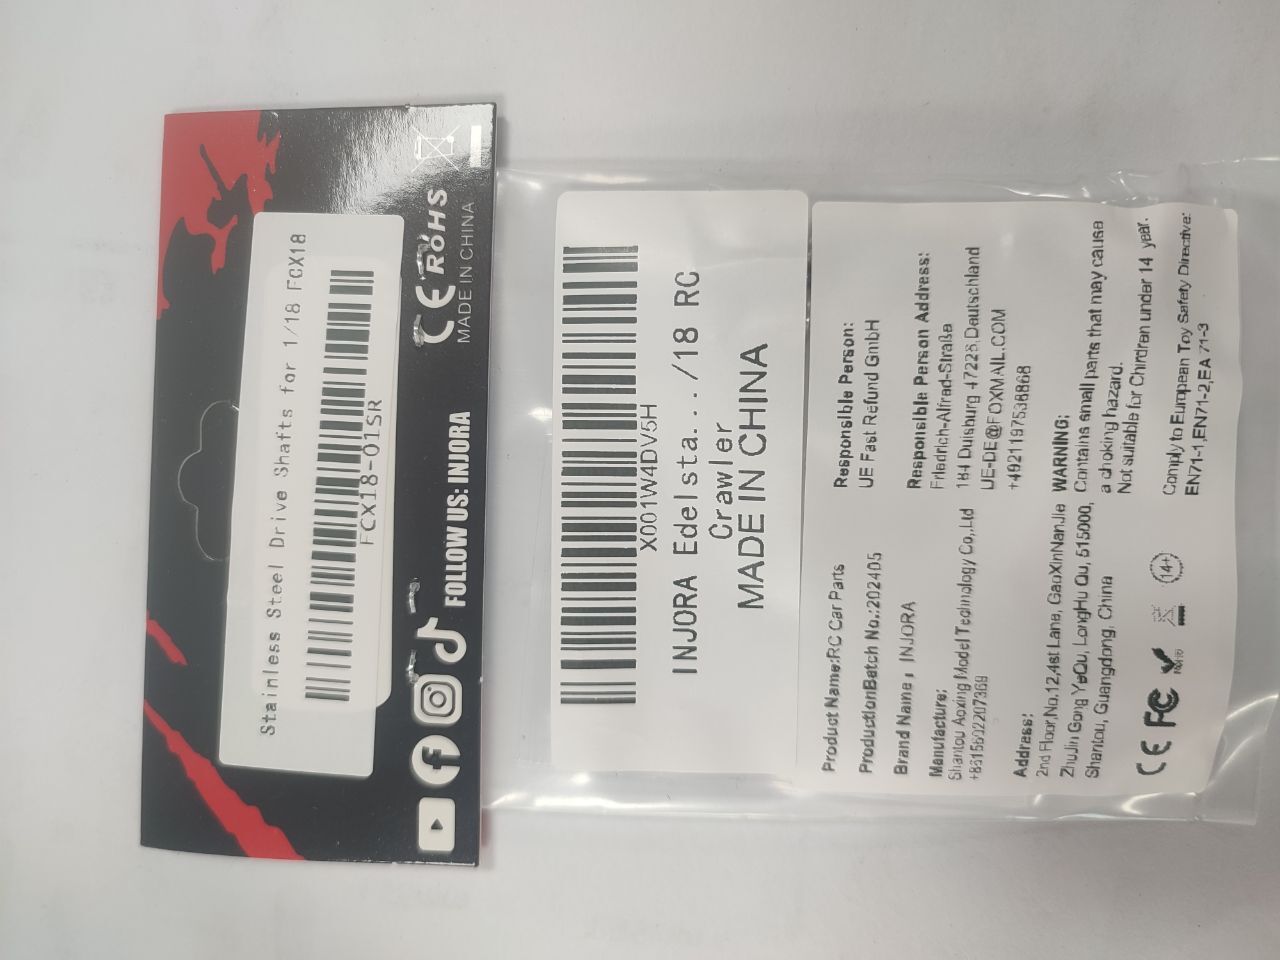 Stainless Steel Drive Shafts for 1/18 FCX18
FCX18-01SR
FOLLOW US: INJORA
CE RoHS
MADE IN CHINA
X001W4DV5H
INJORA Edelsta.../18 RC
Crawler
MADE IN CHINA
Product Name:RC Car Parts
ProductionBatch No.:202405
Brand Name: INJORA
Manufacture:
Shantou Aoxing Model Technology Co,.Ltd
+8615602207369
Address:
2nd Floor,No.12,4st Lane, GaoXinNanJie
ZhuJin Gong YeQu, LongHu Qu, 515000,
Shantou, Guangdong, China
CE FC RoHS
14+
Responsible Person:
UE Fast Refund GmbH
Responsible Person Address:
Friedrich-Alfred-Straße
184 Duisburg 47226,Deutschland
UE-DE@FOXMAIL.COM
+4921197538868
WARNING:
Contains small parts that may cause
a choking hazard.
Not suitable for Chirdren under 14 year.
Comply to European Toy Safety Directive:
EN71-1,EN71-2,EA 71-3